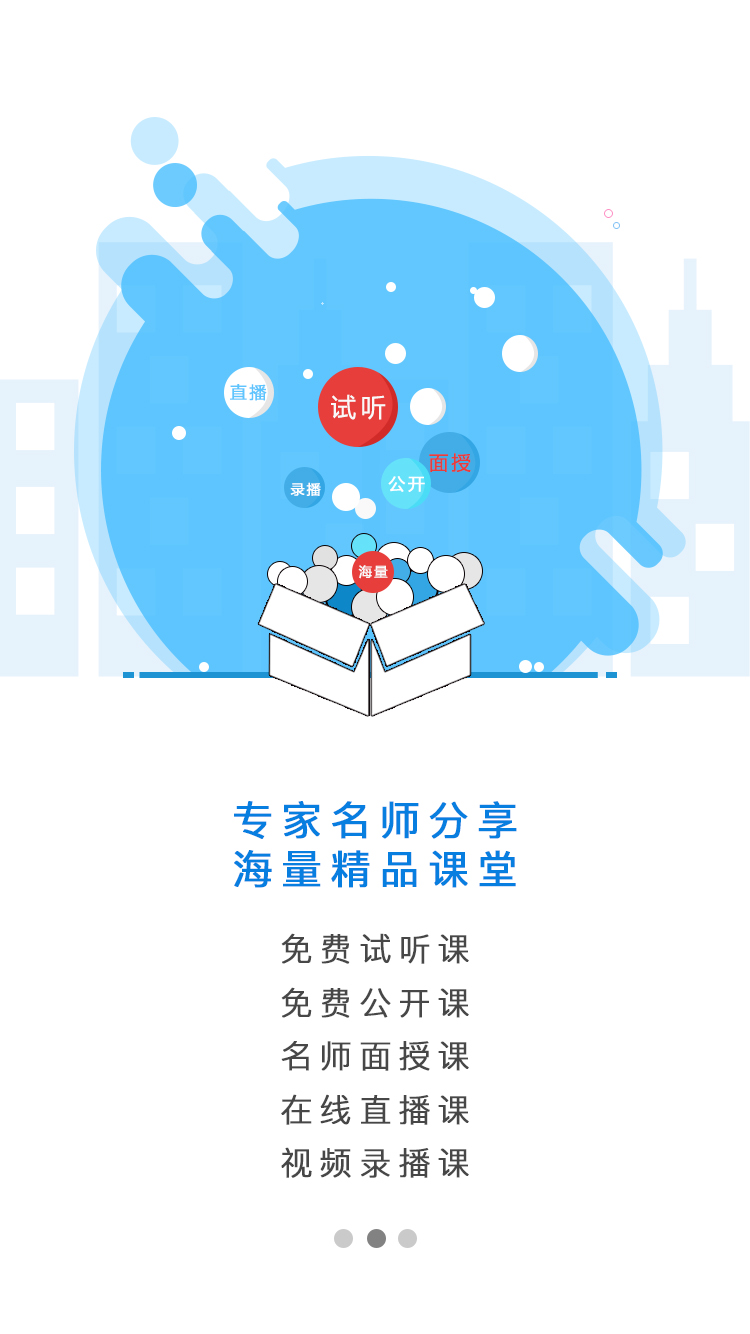 直播
试听
面授
公开
录播
海量
专家名师分享
海量精品课堂
免费试听课
免费公开课
名师面授课
在线直播课
视频录播课